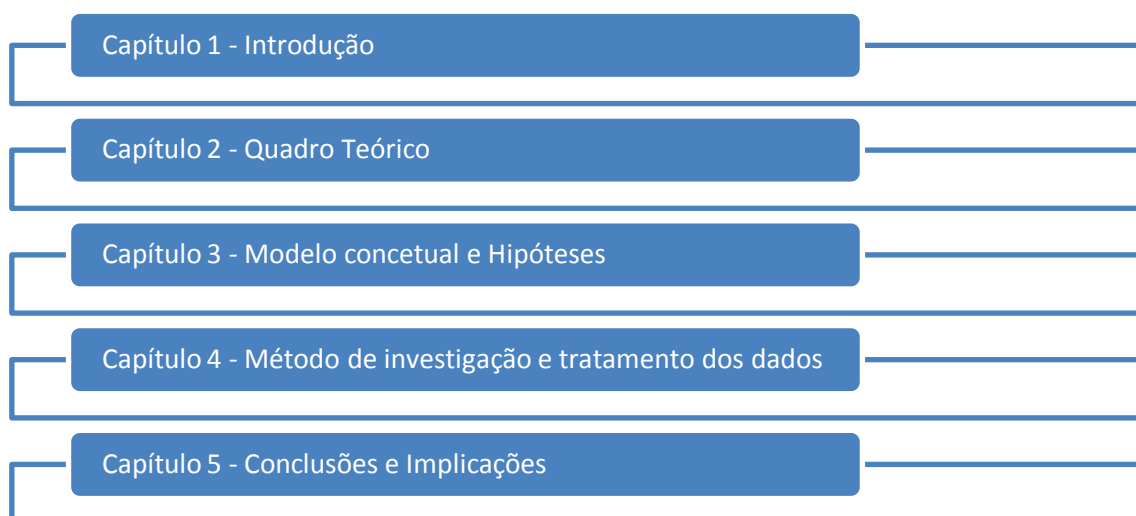 Capítulo 1 - Introdução
Capítulo 2 - Quadro Teórico
Capítulo 3 - Modelo concetual e Hipóteses
Capítulo 4 - Método de investigação e tratamento dos dados
Capítulo 5 - Conclusões e Implicações